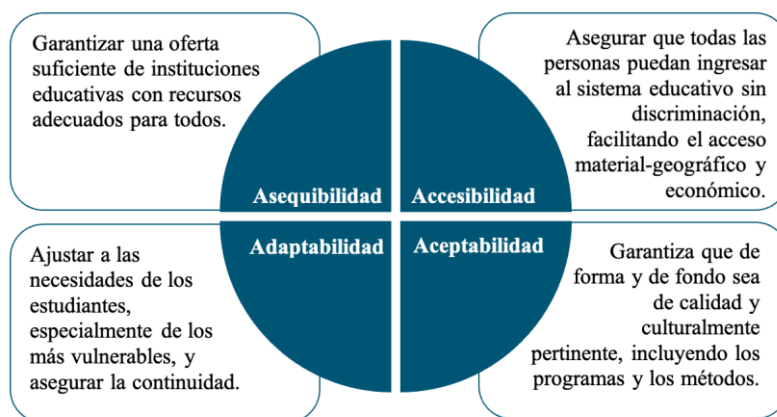 Garantizar una oferta
suficiente de instituciones
educativas con recursos
adecuados para todos.
Asequibilidad
Asegurar que todas las
personas puedan ingresar
al sistema educativo sin
discriminación,
facilitando el acceso
material-geográfico y
económico.
Accesibilidad
Ajustar a las
necesidades de los
estudiantes,
especialmente de los
más vulnerables, y
asegurar la continuidad.
Adaptabilidad
Garantiza que de
forma y de fondo sea
de calidad y
culturalmente
pertinente, incluyendo los
programas y los métodos.
Aceptabilidad